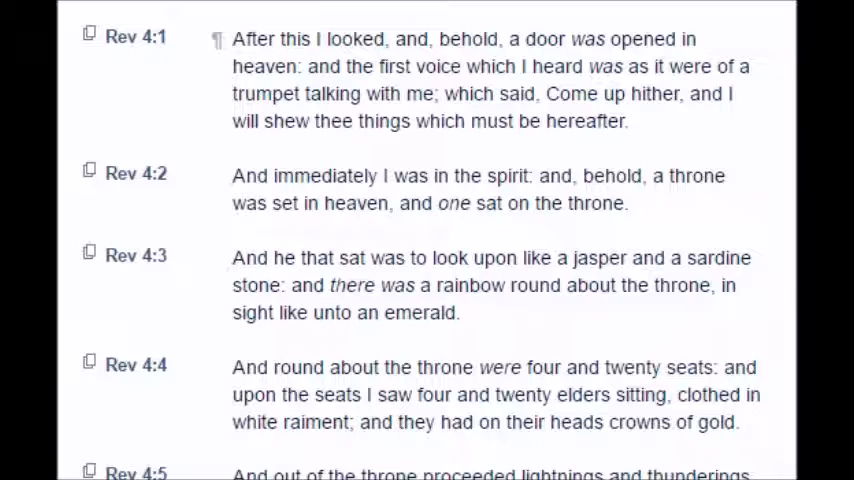 Rev 4:1 ¶ After this I looked, and, behold, a door was opened in
heaven: and the first voice which I heard was as it were of a
trumpet talking with me; which said, Come up hither, and I
will shew thee things which must be hereafter.
Rev 4:2 And immediately I was in the spirit: and, behold, a throne
was set in heaven, and one sat on the throne.
Rev 4:3 And he that sat was to look upon like a jasper and a sardine
stone: and there was a rainbow round about the throne, in
sight like unto an emerald.
Rev 4:4 And round about the throne were four and twenty seats: and
upon the seats I saw four and twenty elders sitting, clothed in
white raiment; and they had on their heads crowns of gold.
Rev 4:5 And out of the throne proceeded lightnings and thunderings